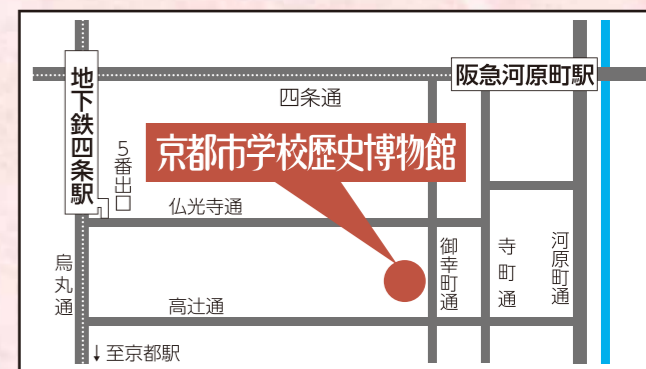 阪急河原町駅
地下鉄四条駅
四条通
5番出口
京都市学校歴史博物館
仏光寺通
御幸町通
寺町通
河原町通
烏丸通
高辻通
↓至京都駅